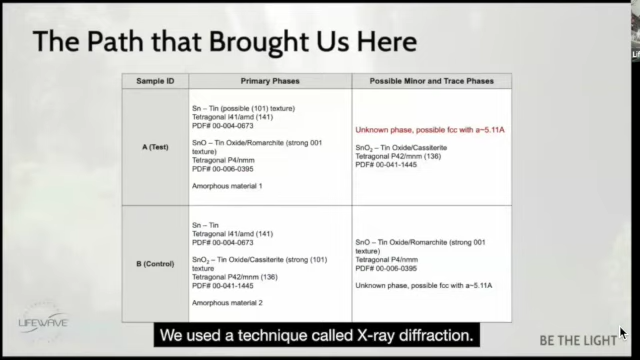 The Path that Brought Us Here
Sample ID
Primary Phases
Possible Minor and Trace Phases
A (Test)
Sn – Tin (possible (101) texture)
Tetragonal I41/amd (141)
PDF# 00-004-0673
SnO – Tin Oxide/Romarchite (strong 001
texture)
Tetragonal P4/nmm
PDF# 00-006-0395
Amorphous material 1
Unknown phase, possible fcc with a~5.11A
SnO₂ – Tin Oxide/Cassiterite
Tetragonal P42/mnm (136)
PDF# 00-041-1445
B (Control)
Sn – Tin
Tetragonal I41/amd (141)
PDF# 00-004-0673
SnO₂ – Tin Oxide/Cassiterite (strong (101)
texture
Tetragonal P42/mnm (136)
PDF# 00-041-1445
Amorphous material 2
SnO – Tin Oxide/Romarchite (strong 001
texture)
Tetragonal P4/nmm
PDF# 00-006-0395
Unknown phase, possible fcc with a~5.11A
LIFEWAVE
We used a technique called X-ray diffraction.
BE THE LIGHT